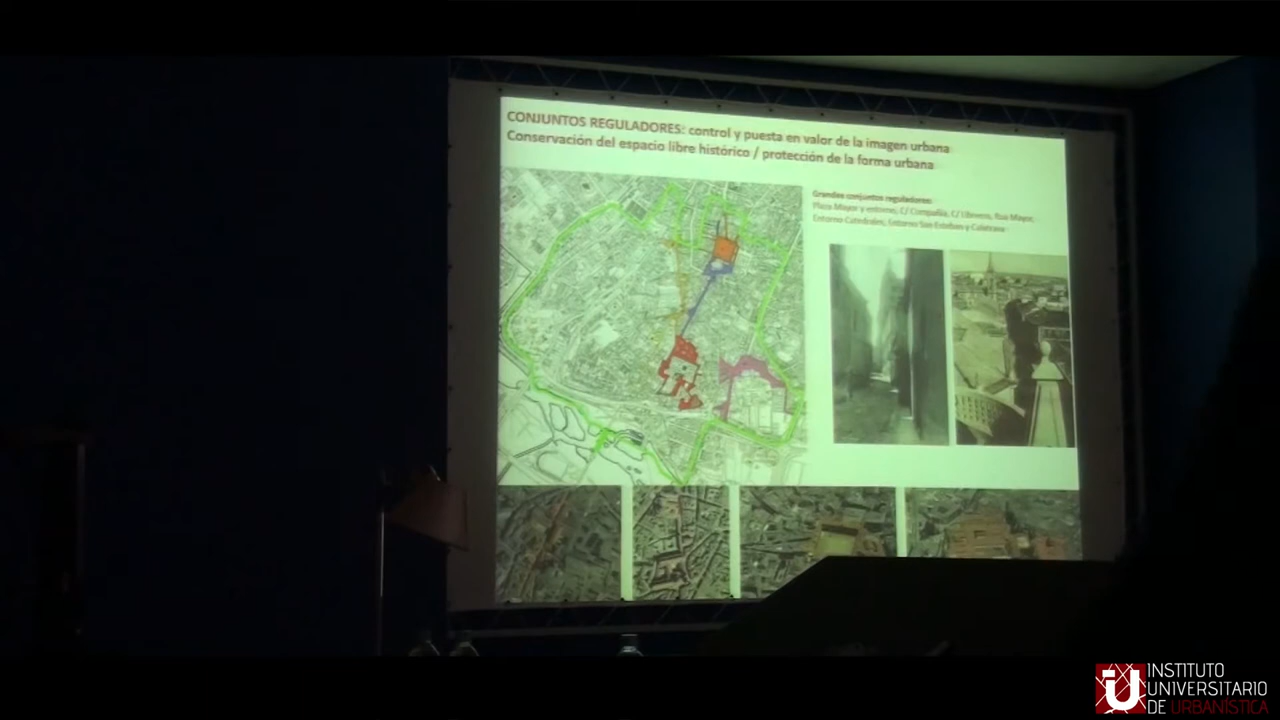 CONJUNTOS REGULADORES: control y puesta en valor de la imagen urbana
Conservación del espacio libre histórico / protección de la forma urbana
Grandes conjuntos reguladores:
Plaza Mayor y entorno, C/ Compañía, C/ Libreros, Rua Mayor,
Entorno Catedrales, Entorno San Esteban y Calatrava
INSTITUTO
UNIVERSITARIO
DE URBANÍSTICA